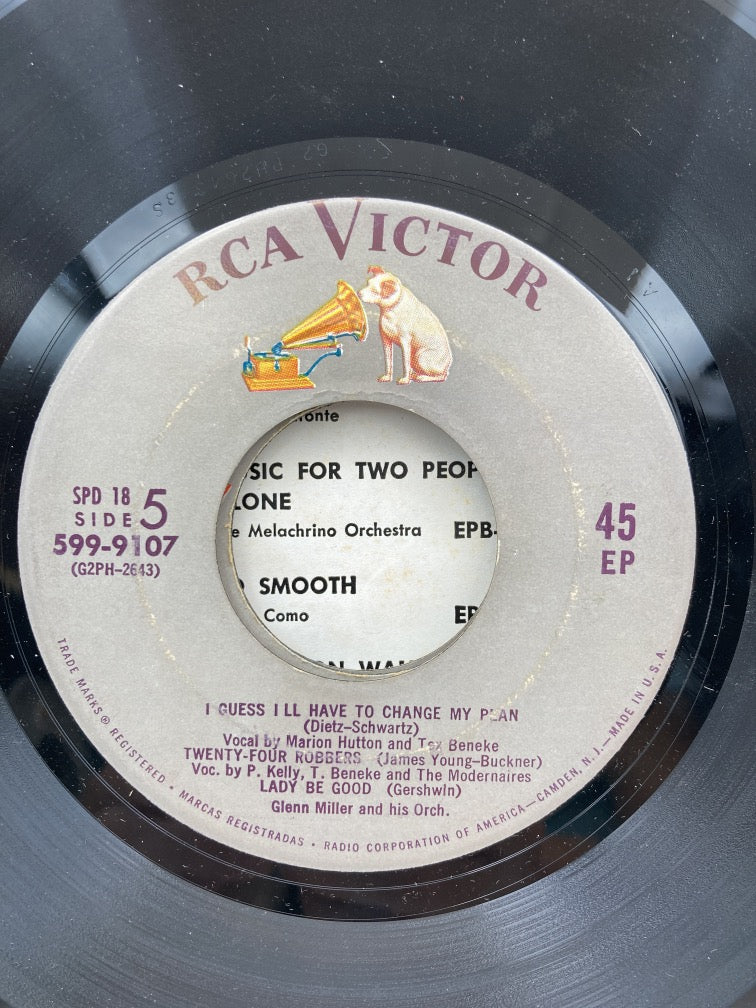 RCA VICTOR
SPD 18
SIDE 5
599-9107
(G2PH-2643)
45
EP
SIC FOR TWO PEOP
LONE
e Melachrino Orchestra EPB-
SMOOTH
Como EP
I GUESS I LL HAVE TO CHANGE MY PLAN
(Dietz-Schwartz)
Vocal by Marion Hutton and Tex Beneke
TWENTY-FOUR ROBBERS (James Young-Buckner)
Voc. by P. Kelly, T. Beneke and The Modernaires
LADY BE GOOD (Gershwin)
Glenn Miller and his Orch.
TRADE MARKS ® REGISTERED • MARCAS REGISTRADAS • RADIO CORPORATION OF AMERICA—CAMDEN, N. J.—MADE IN U. S. A.